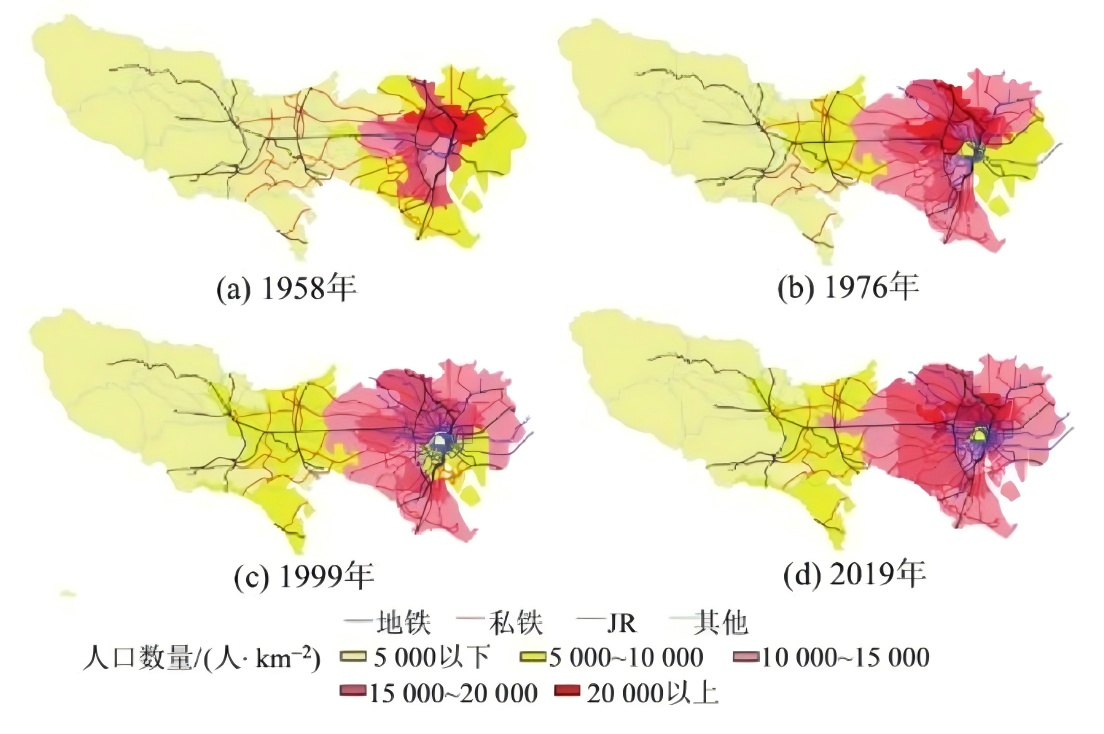 (a) 1958年
(b) 1976年
(c) 1999年
(d) 2019年
地铁 私铁 JR 其他
人口数量/(人· km⁻²) 5 000以下 5 000~10 000 10 000~15 000
15 000~20 000 20 000以上